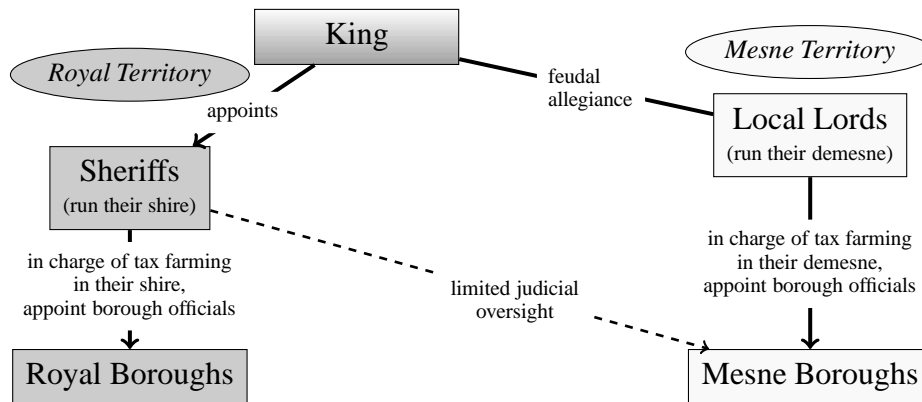 King
Royal Territory
Mesne Territory
appoints
feudal
allegiance
Local Lords
(run their demesne)
Sheriffs
(run their shire)
in charge of tax farming
in their shire,
appoint borough officials
limited judicial
oversight
in charge of tax farming
in their demesne,
appoint borough officials
Royal Boroughs
Mesne Boroughs